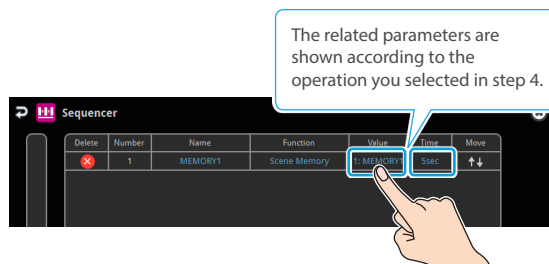 The related parameters are
shown according to the
operation you selected in step 4.
Sequencer
Delete Number Name Function Value Time Move
1 MEMORY1 Scene Memory 1: MEMORY1 5sec